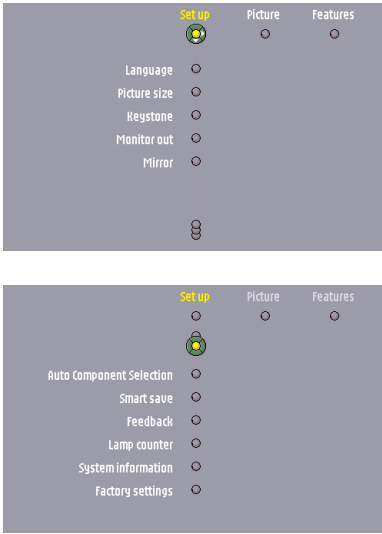 Set up Picture Features
Language
Picture size
Keystone
Monitor out
Mirror
Set up Picture Features
Auto Component Selection
Smart save
Feedback
Lamp counter
System information
Factory settings